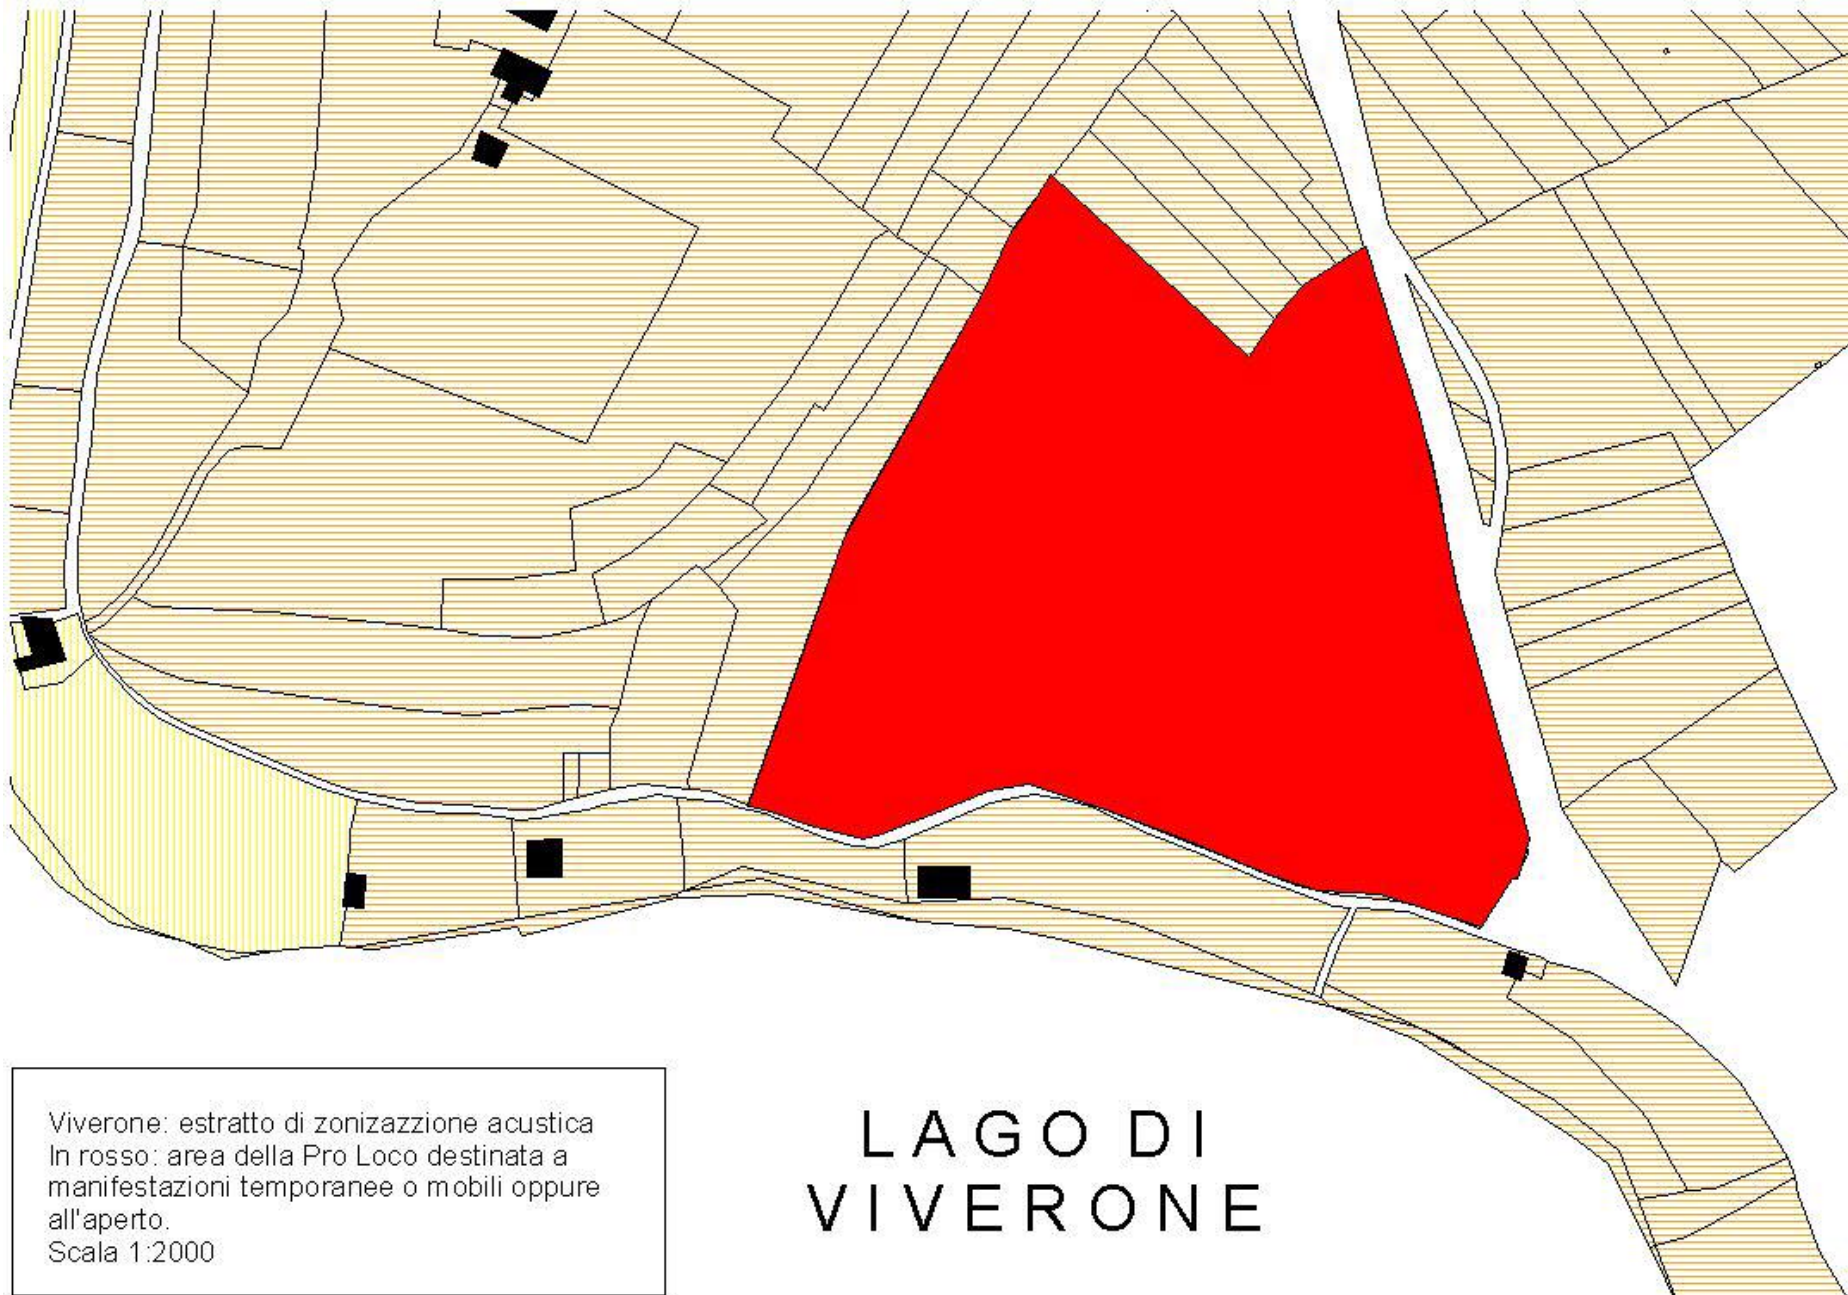 LAGO DI
VIVERONE
Viverone: estratto di zonizazzione acustica
In rosso: area della Pro Loco destinata a
manifestazioni temporanee o mobili oppure
all'aperto.
Scala 1:2000